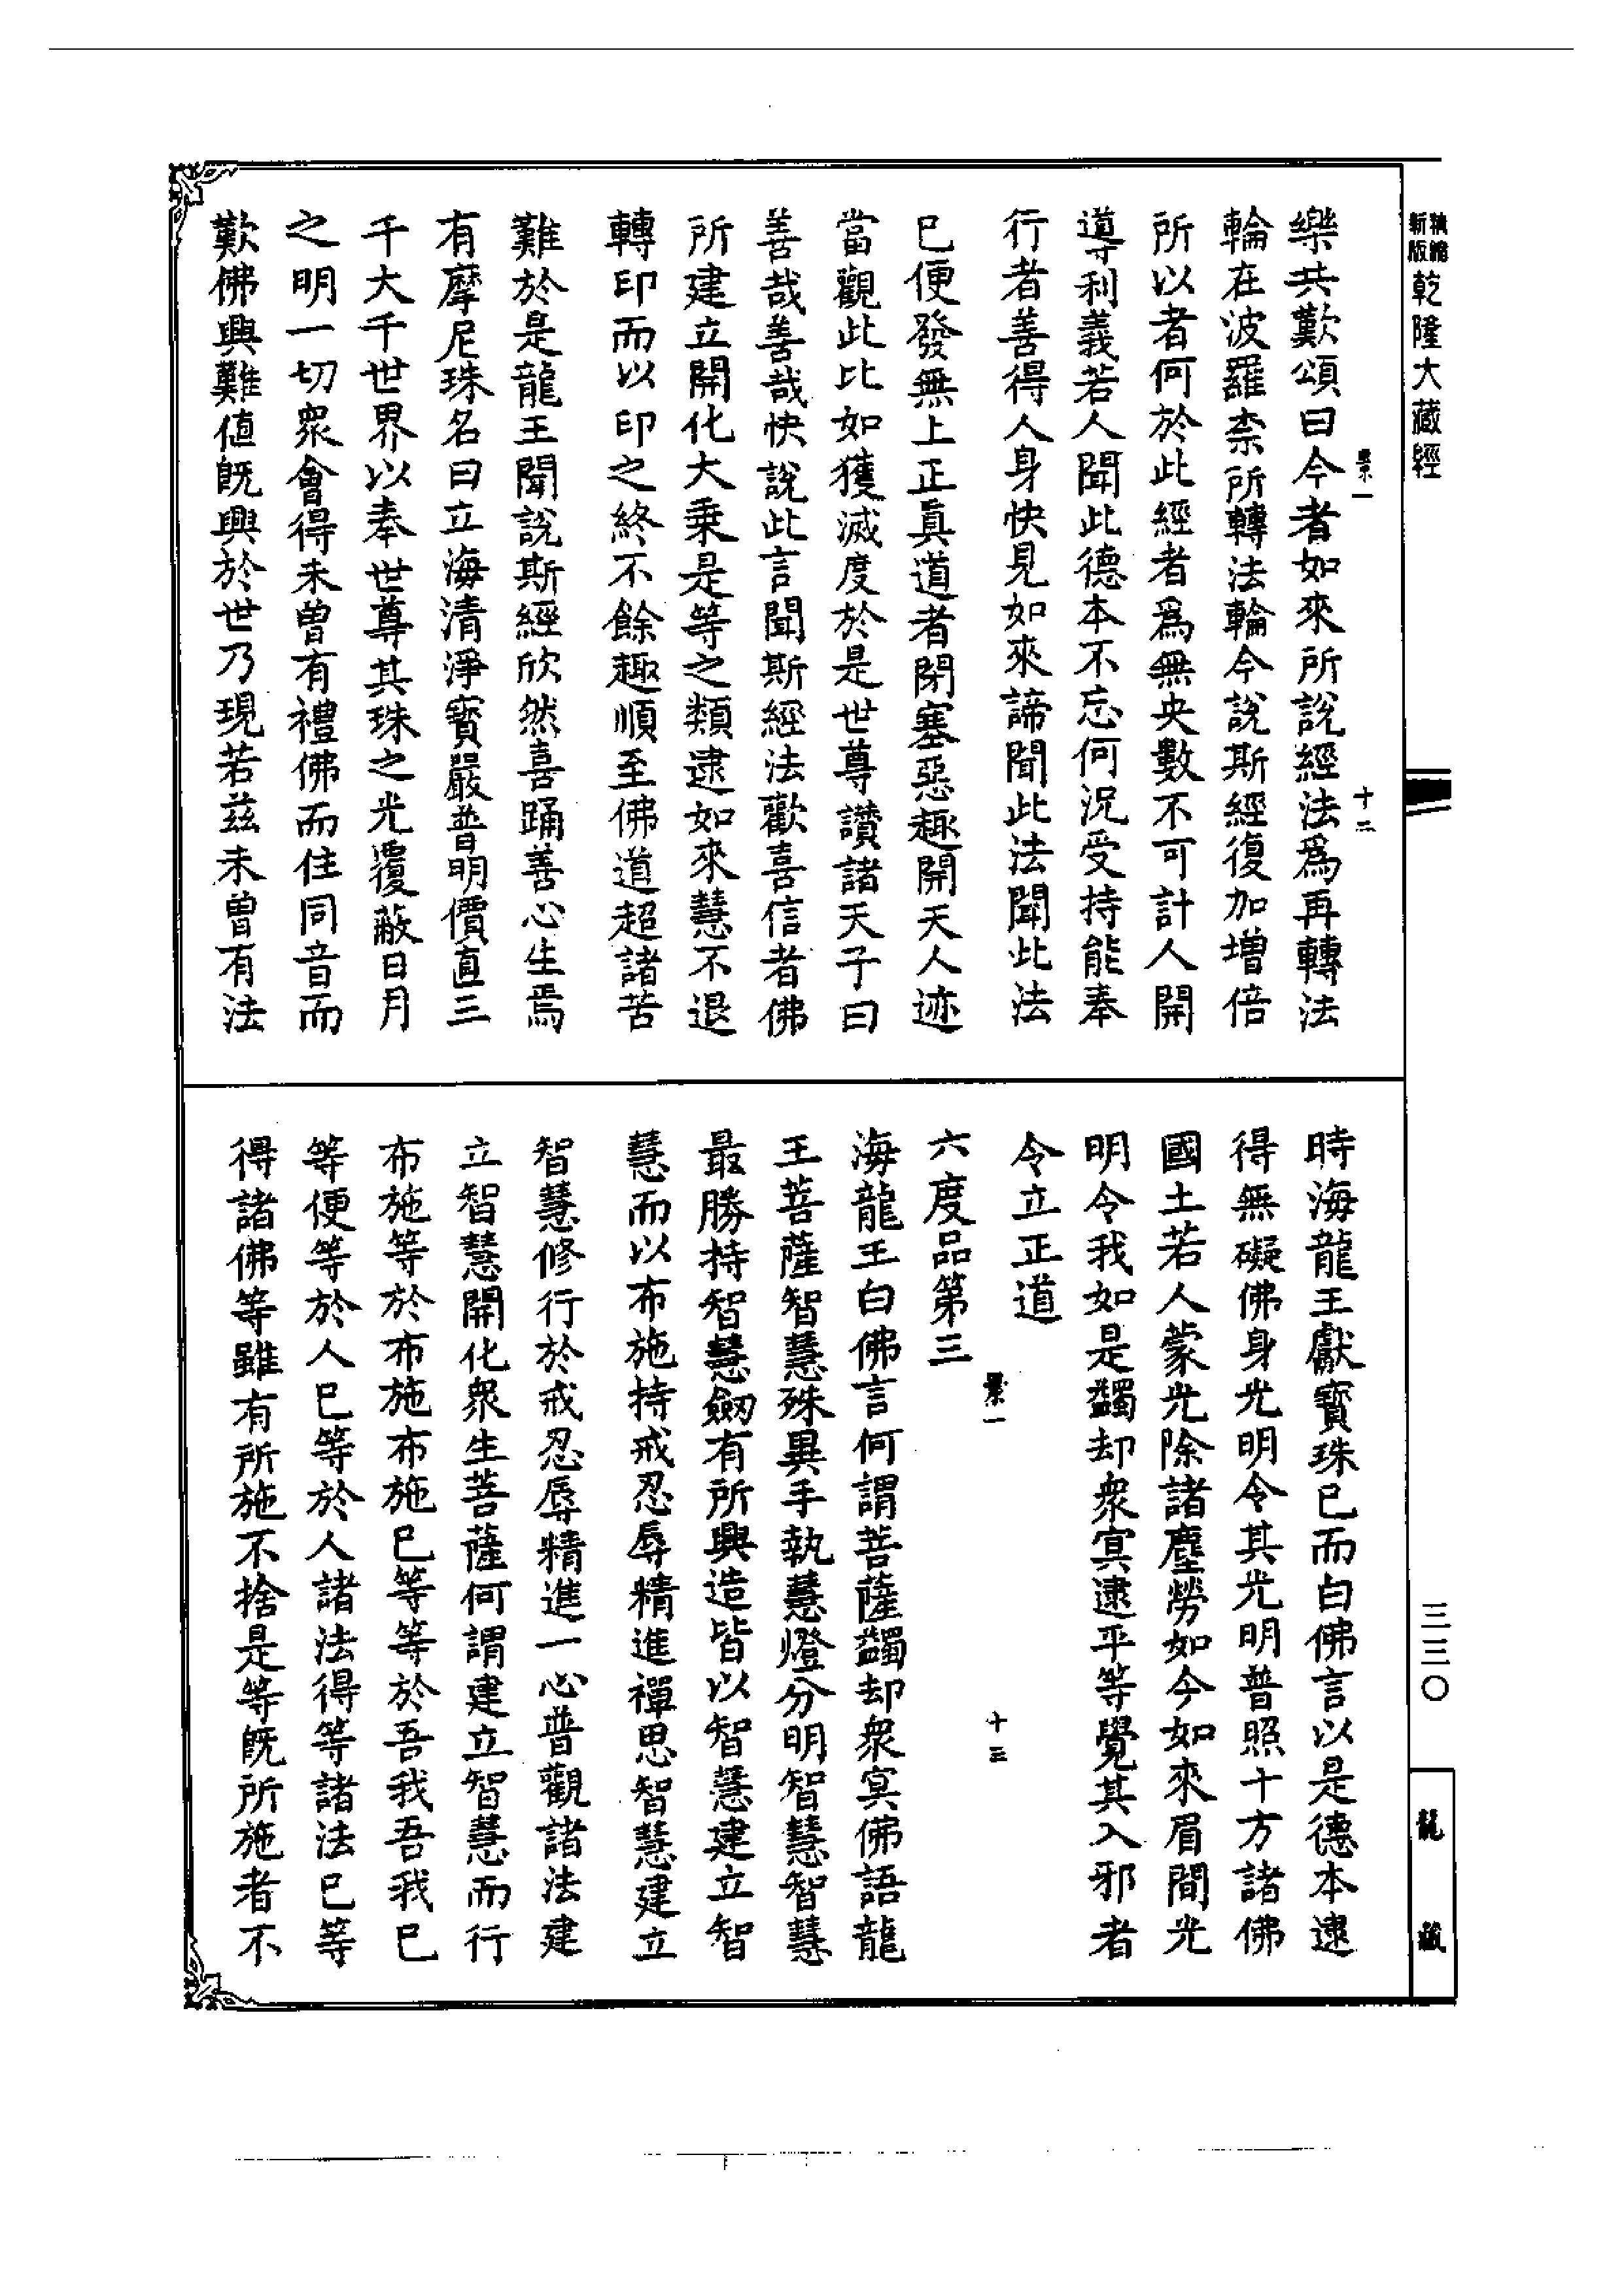 精縮新版乾隆大藏經
樂共歎頌曰今者如來所說經法為再轉法
輪在波羅柰所轉法輪今說斯經復加增倍
所以者何於此經者為無央數不可計人開
導利義若人聞此德本不忘何況受持能奉
行者善得人身快見如來諦聞此法聞此法
已便發無上正真道者閉塞惡趣開天人迹
當觀此比如獲滅度於是世尊讚諸天子曰
善哉善哉快說此言聞斯經法歡喜信者佛
所建立開化大乗是等之類逮如來慧不退
轉印而以印之終不餘趣順至佛道超諸苦
難於是龍王聞說斯經欣然喜踊善心生焉
有摩尼珠名曰立海清淨寶嚴普明價直三
千大千世界以奉世尊其珠之光覆蔽日月
之明一切眾會得未曾有禮佛而住同音而
歎佛興難值既興於世乃現若茲未曾有法
十二
時海龍王獻寶珠已而白佛言以是德本逮
得無礙佛身光明令其光明普照十方諸佛
國土若人蒙光除諸塵勞如今如來眉間光
明令我如是蠲却眾冥逮平等覺其入邪者
令立正道
六度品第三
十三
海龍王白佛言何謂菩薩蠲却眾冥佛語龍
王菩薩智慧殊異手執慧燈分明智慧智慧
最勝持智慧劒有所興造皆以智慧建立智
慧而以布施持戒忍辱精進禪思智慧建立
智慧修行於戒忍辱精進一心普觀諸法建
立智慧開化眾生菩薩何謂建立智慧而行
布施等於布施布施已等等於吾我吾我已
等便等於人已等於人諸法得等諸法已等
得諸佛等雖有所施不捨是等既所施者不
三三〇
龍藏